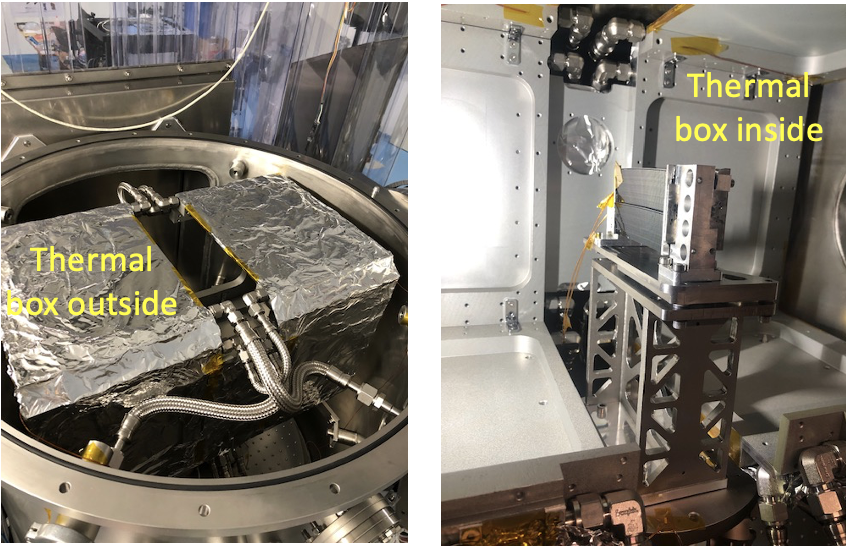 Thermal
box outside
Thermal
box inside